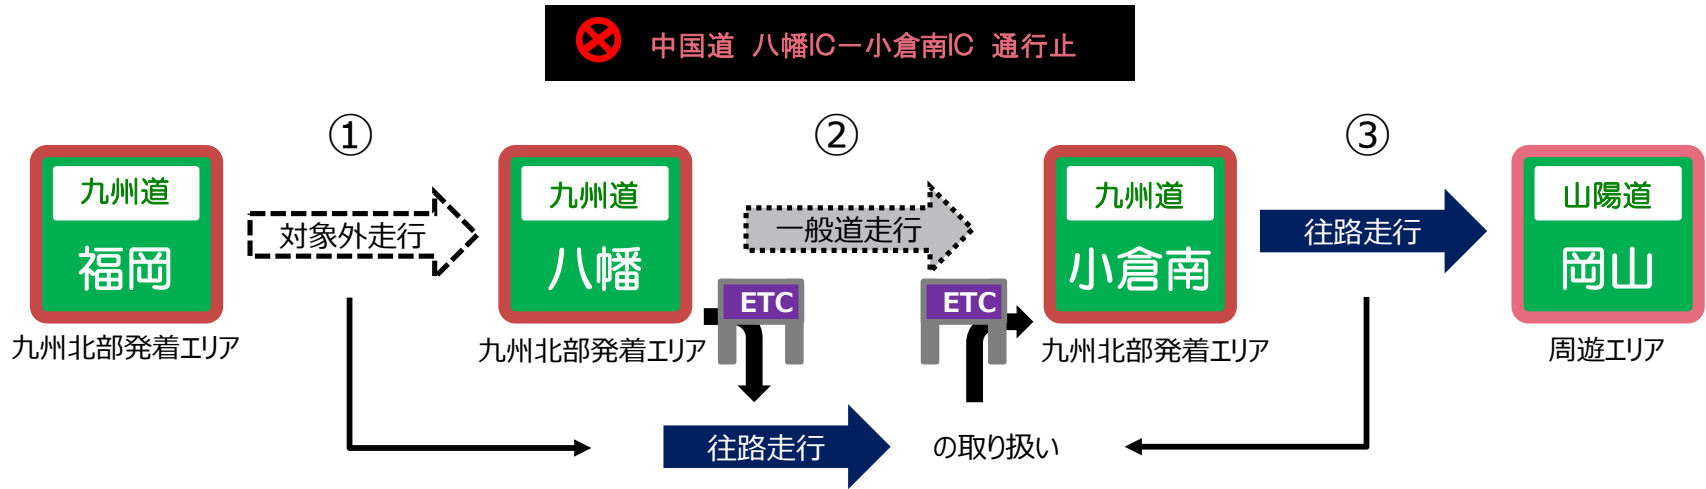 中国道 八幡IC－小倉南IC 通行止
①
②
③
九州道
福岡
九州北部発着エリア
対象外走行
九州道
八幡
九州北部発着エリア
一般道走行
ETC
ETC
九州道
小倉南
九州北部発着エリア
往路走行
山陽道
岡山
周遊エリア
往路走行 の取り扱い